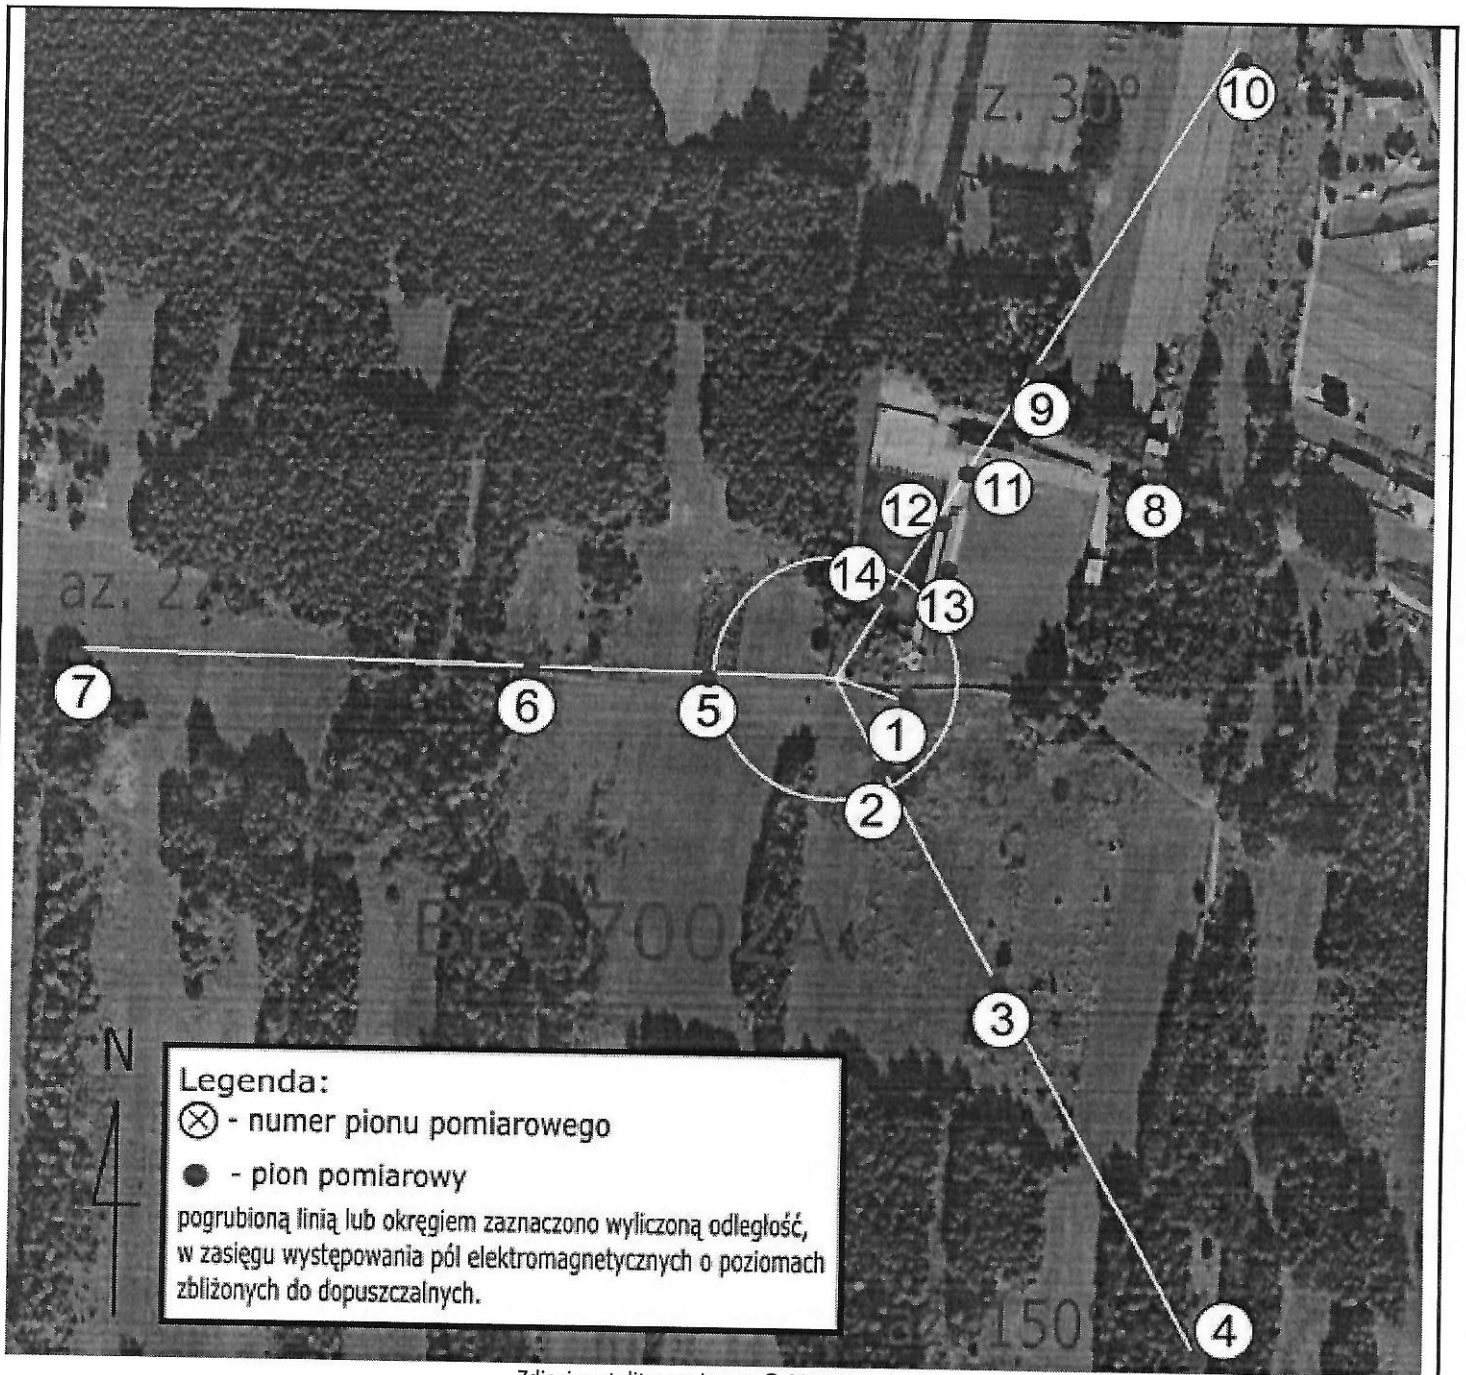 az. 30°
10
9
11
12
8
14
13
7
6
5
1
2
3
N
Legenda:
- numer pionu pomiarowego
- pion pomiarowy
pogrubioną linią lub okręgiem zaznaczono wyliczoną odległość,
w zasięgu występowania pól elektromagnetycznych o poziomach
zbliżonych do dopuszczalnych.
az. 150
4